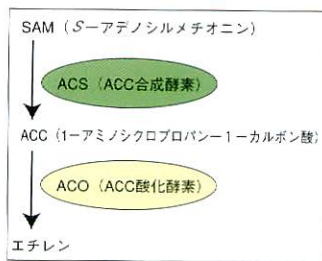 SAM(S-アデノシルメチオニン)
ACS(ACC合成酵素)
ACC(1-アミノシクロプロパン-1-カルボン酸)
ACO(ACC酸化酵素)
エチレン